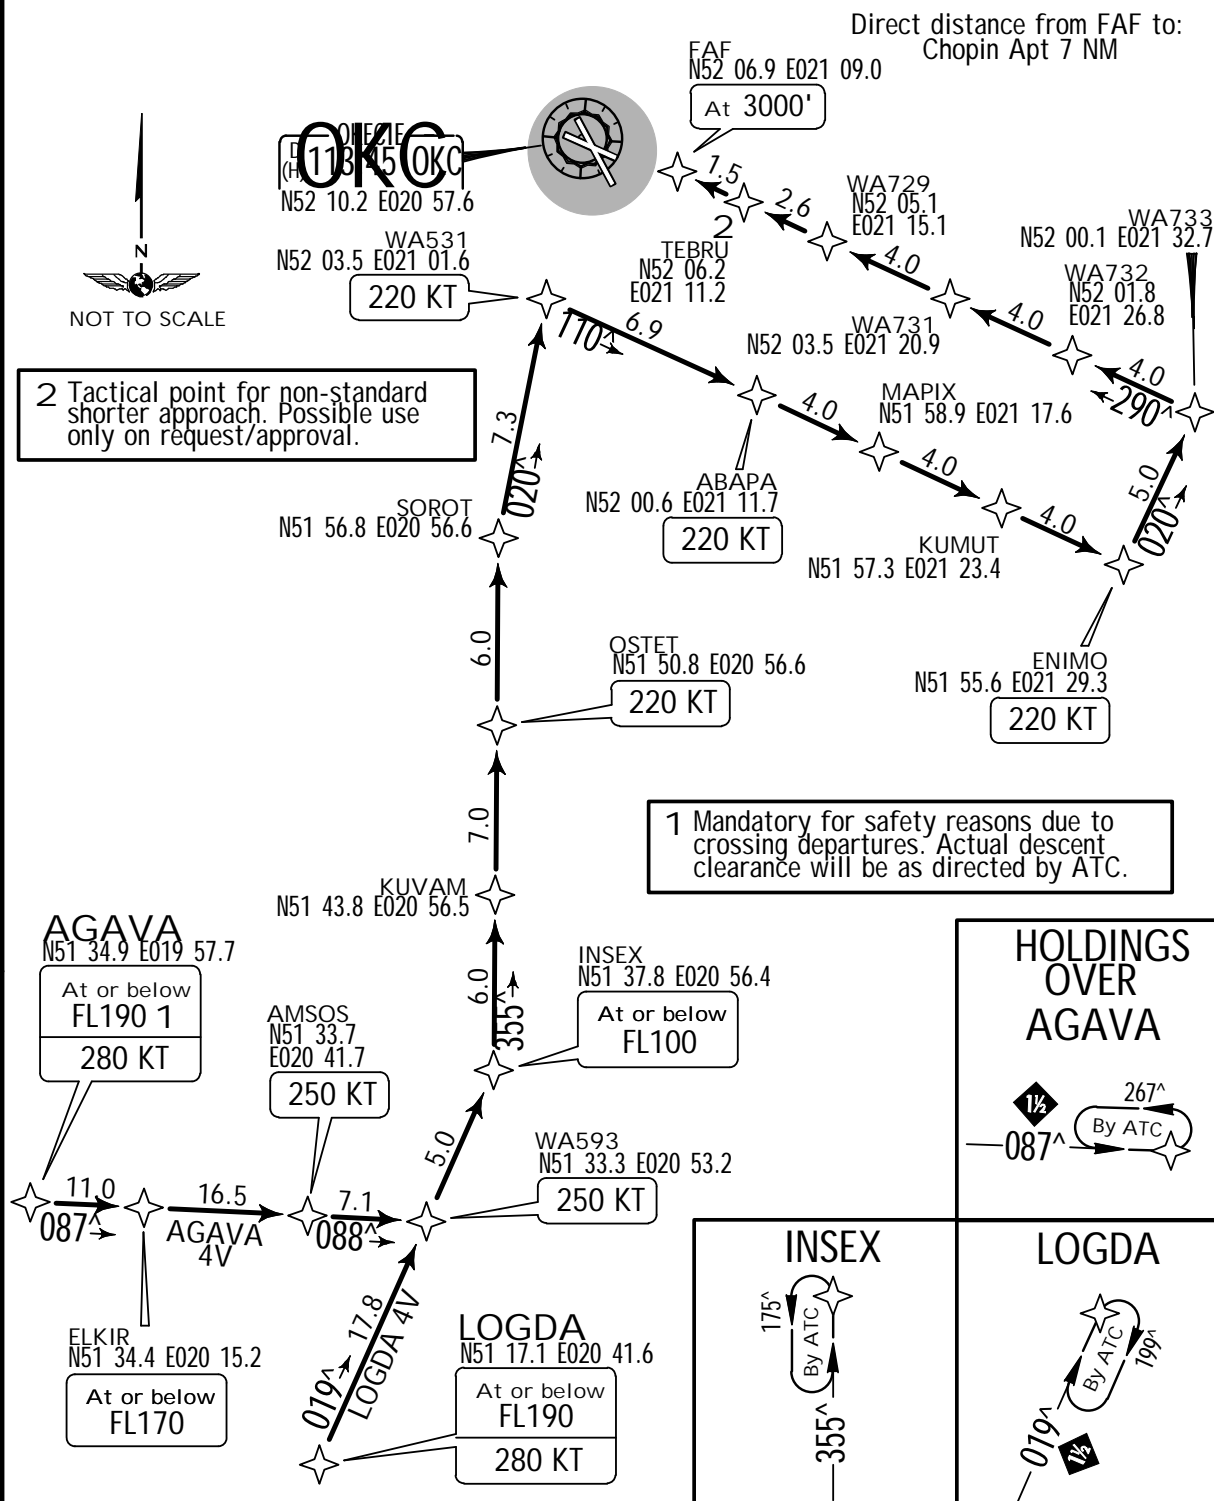 Direct distance from FAF to:
Chopin Apt 7 NM
FAF
N52 06.9 E021 09.0
At 3000'
OKECIE
D
(H) 113.45 OKC
OKC
N52 10.2 E020 57.6
N
NOT TO SCALE
WA531
N52 03.5 E021 01.6
220 KT
1.5
2
TEBRU
N52 06.2
E021 11.2
2.6
WA729
N52 05.1
E021 15.1
4.0
WA731
N52 03.5 E021 20.9
4.0
WA732
N52 01.8
E021 26.8
4.0
290^
WA733
N52 00.1 E021 32.7
110^
6.9
ABAPA
N52 00.6 E021 11.7
220 KT
4.0
MAPIX
N51 58.9 E021 17.6
4.0
KUMUT
N51 57.3 E021 23.4
4.0
5.0
020^
ENIMO
N51 55.6 E021 29.3
220 KT
2 Tactical point for non-standard
shorter approach. Possible use
only on request/approval.
7.3
020^
SOROT
N51 56.8 E020 56.6
6.0
OSTET
N51 50.8 E020 56.6
220 KT
7.0
1 Mandatory for safety reasons due to
crossing departures. Actual descent
clearance will be as directed by ATC.
KUVAM
N51 43.8 E020 56.5
6.0
355^
INSEX
N51 37.8 E020 56.4
At or below
FL100
AGAVA
N51 34.9 E019 57.7
At or below
FL190 1
280 KT
AMSOS
N51 33.7
E020 41.7
250 KT
5.0
WA593
N51 33.3 E020 53.2
250 KT
11.0
087^
16.5
AGAVA
4V
7.1
088^
ELKIR
N51 34.4 E020 15.2
At or below
FL170
17.8
019^
LOGDA 4V
LOGDA
N51 17.1 E020 41.6
At or below
FL190
280 KT
HOLDINGS
OVER
AGAVA
1½
087^
267^
By ATC
INSEX
175^
By ATC
355^
LOGDA
199^
By ATC
019^
1½